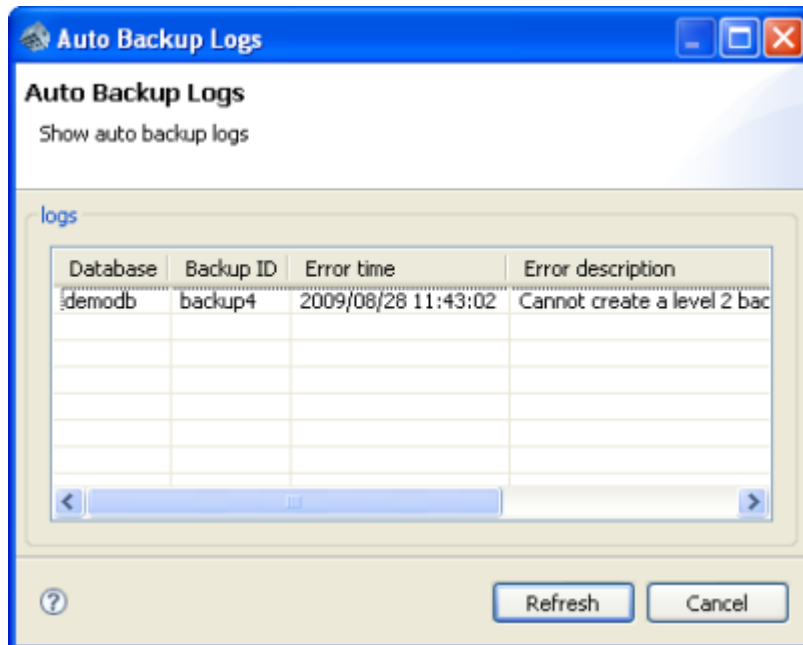 Auto Backup Logs
Auto Backup Logs
Show auto backup logs
logs
Database Backup ID Error time Error description
demodb backup4 2009/08/28 11:43:02 Cannot create a level 2 bac
Refresh Cancel